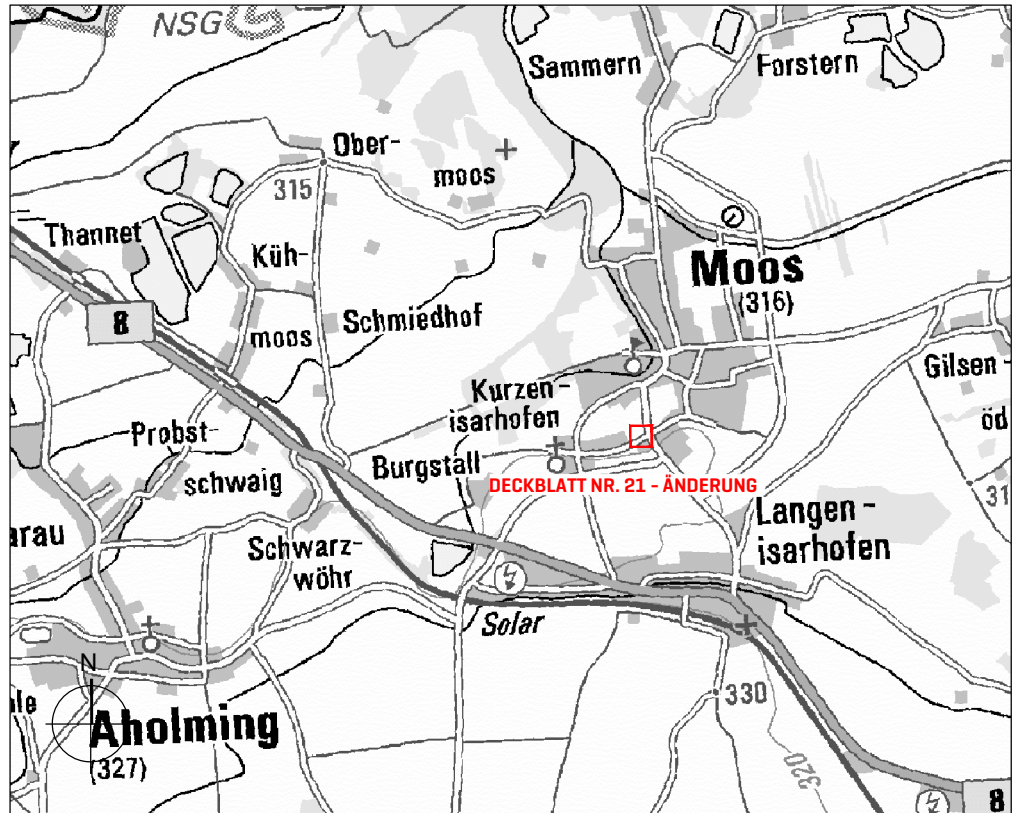 NSG
Sammern
Forstern
Ober-
moos
315
Thannet
Küh-
moos
Moos
(316)
8
Schmiedhof
Gilsen-
öd
Kurzen-
isarhofen
Probst-
schwaig
Burgstall
DECKBLATT NR. 21 - ÄNDERUNG
31
arau
Langen-
isarhofen
Schwarz-
wöhr
Solar
N
330
Aholming
(327)
320
8